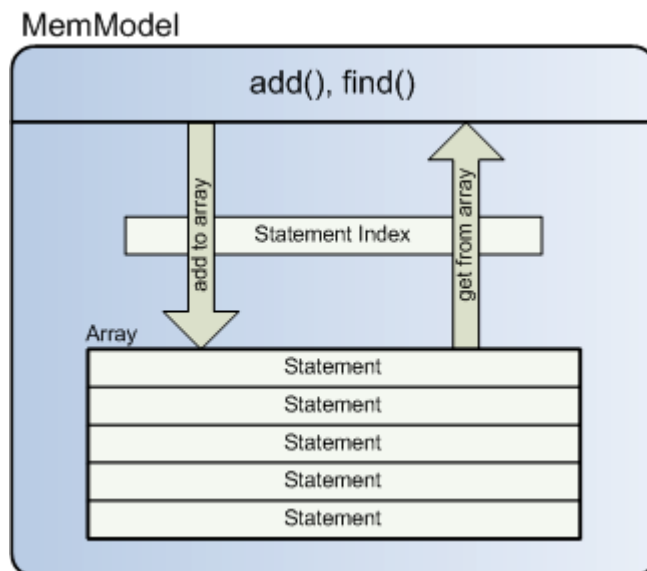 MemModel
add(), find()
add to array
Statement Index
get from array
Array
Statement
Statement
Statement
Statement
Statement